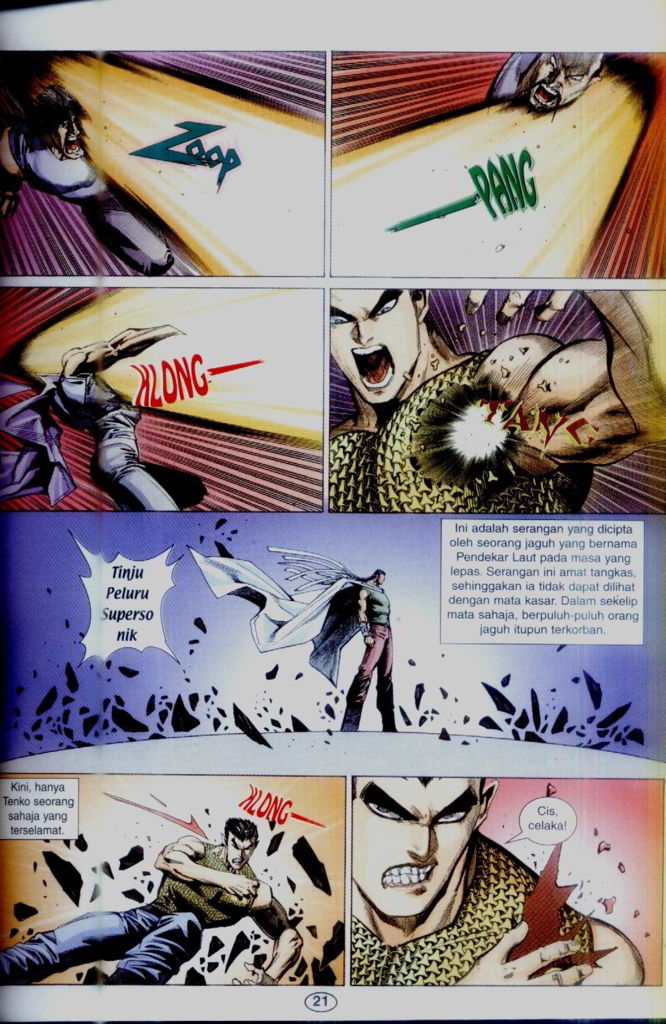 Zoop
PANG
KLONG
TANG
Tinju
Peluru
Superso
nik
Ini adalah serangan yang dicipta
oleh seorang jaguh yang bernama
Pendekar Laut pada masa yang
lepas. Serangan ini amat tangkas,
sehinggakan ia tidak dapat dilihat
dengan mata kasar. Dalam sekelip
mata sahaja, berpuluh-puluh orang
jaguh itupun terkorban.
Kini, hanya
Tenko seorang
sahaja yang
terselamat.
KLONG
Cis,
celaka!
21